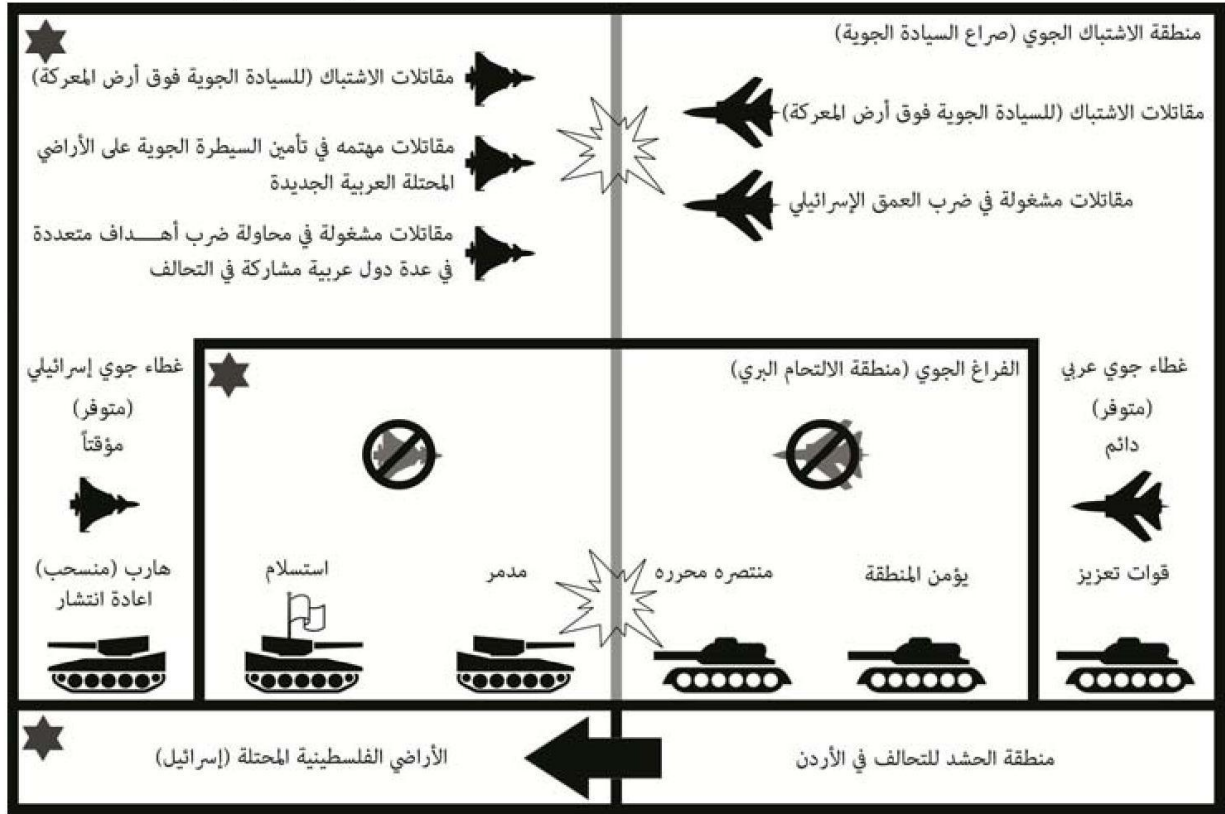 منطقة الاشتباك الجوي (صراع السيادة الجوية)
مقاتلات الاشتباك (للسيادة الجوية فوق أرض المعركة)
مقاتلات مشغولة في ضرب العمق الإسرائيلي
مقاتلات الاشتباك (للسيادة الجوية فوق أرض المعركة)
مقاتلات مهتمه في تأمين السيطرة الجوية على الأراضي
المحتلة العربية الجديدة
مقاتلات مشغولة في محاولة ضرب أهـــداف متعددة
في عدة دول عربية مشاركة في التحالف
غطاء جوي عربي
(متوفر)
دائم
قوات تعزيز
الفراغ الجوي (منطقة الالتحام البري)
يؤمن المنطقة
منتصره محرره
مدمر
استسلام
غطاء جوي إسرائيلي
(متوفر)
مؤقتاً
هارب (منسحب)
اعادة انتشار
منطقة الحشد للتحالف في الأردن
الأراضي الفلسطينية المحتلة (إسرائيل)